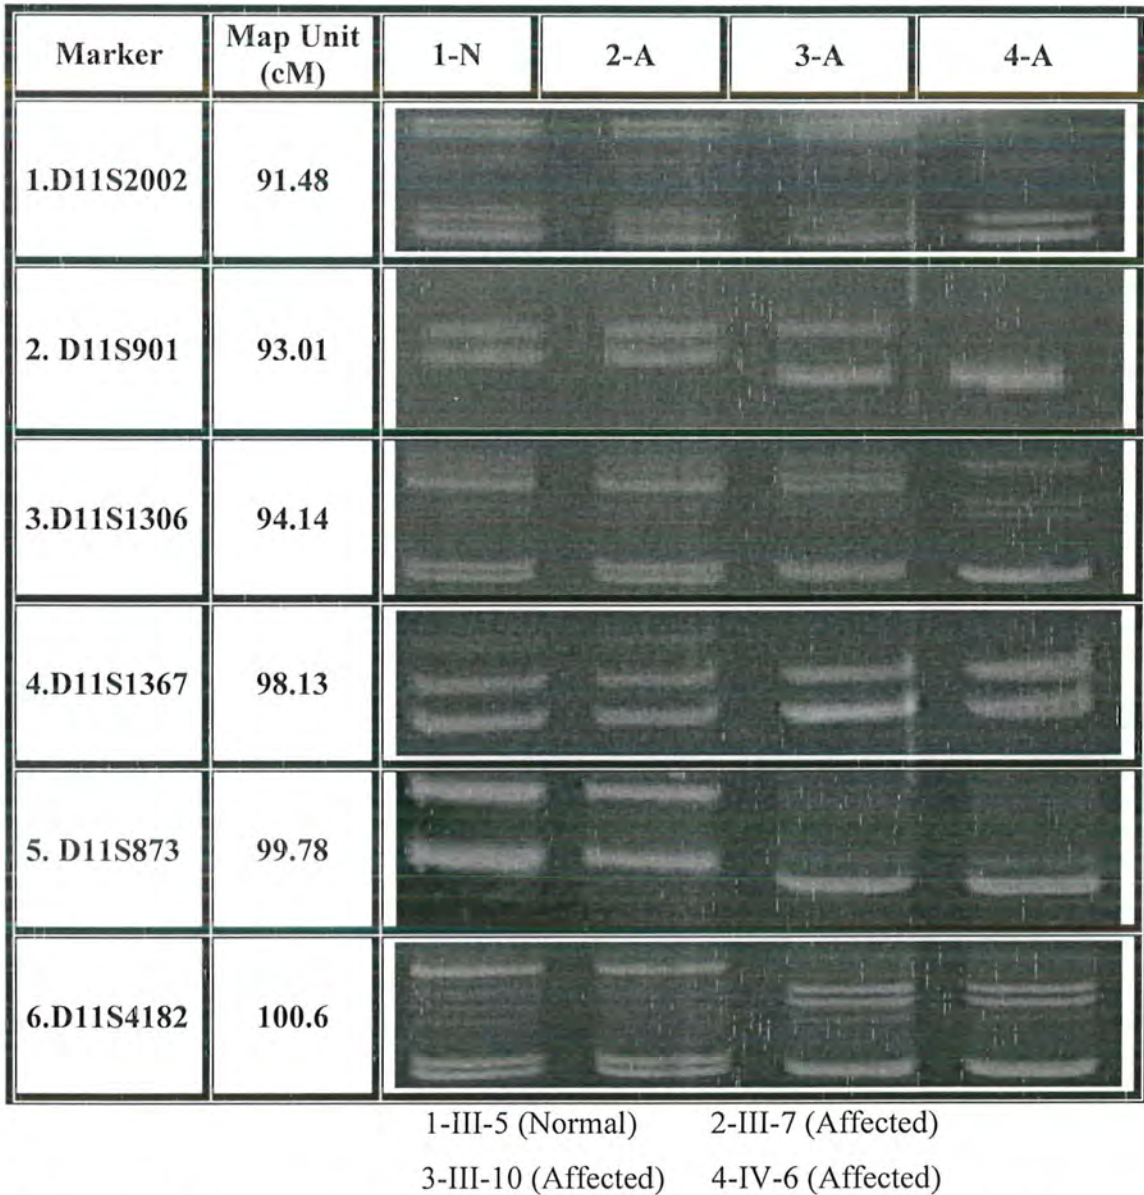 Marker Map Unit (cM) 1-N 2-A 3-A 4-A
1.D11S2002 91.48
2. D11S901 93.01
3.D11S1306 94.14
4.D11S1367 98.13
5. D11S873 99.78
6.D11S4182 100.6
1-III-5 (Normal) 2-III-7 (Affected)
3-III-10 (Affected) 4-IV-6 (Affected)